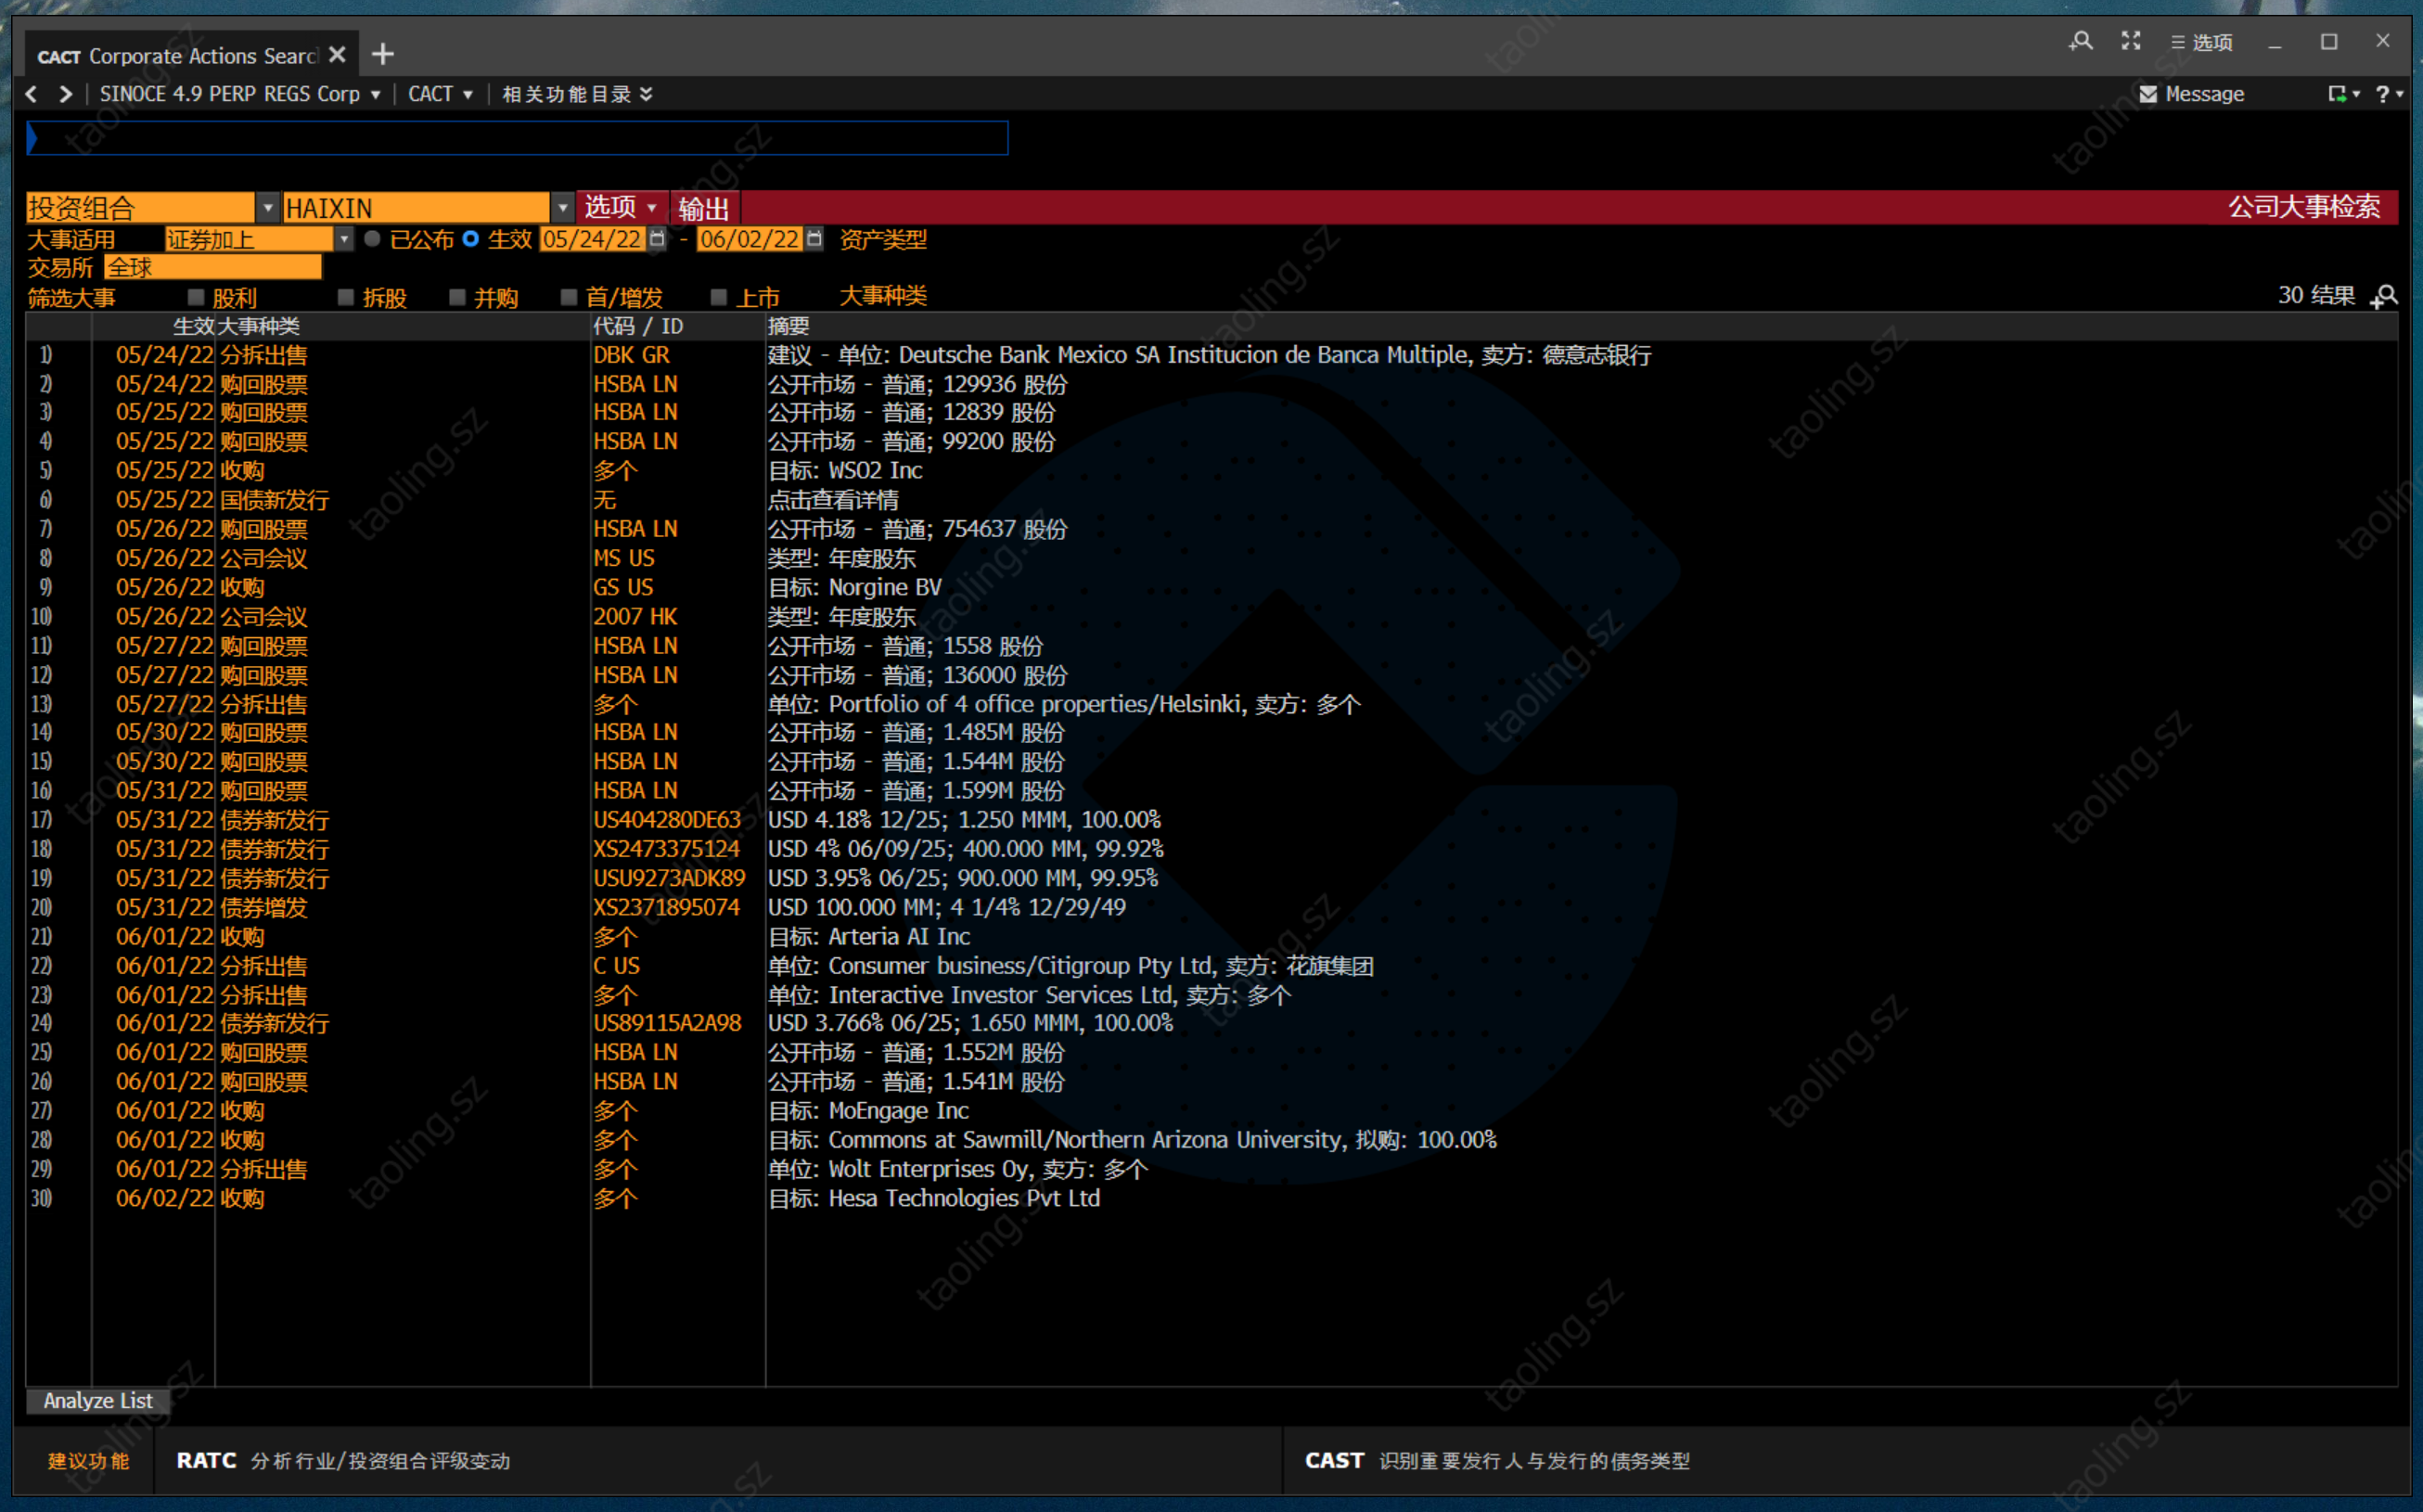 CACT Corporate Actions Searc
选项
SINOCE 4.9 PERP REGS Corp | CACT | 相关功能目录
Message ?
投资组合 HAIXIN 选项 输出 公司大事检索
大事适用 证券加上 已公布 生效 05/24/22 - 06/02/22 资产类型
交易所 全球
筛选大事 股利 拆股 并购 首/增发 上市 大事种类 30 结果
生效 大事种类 代码 / ID 摘要
1) 05/24/22 分拆出售 DBK GR 建议 - 单位: Deutsche Bank Mexico SA Institucion de Banca Multiple, 卖方: 德意志银行
2) 05/24/22 购回股票 HSBA LN 公开市场 - 普通; 129936 股份
3) 05/25/22 购回股票 HSBA LN 公开市场 - 普通; 12839 股份
4) 05/25/22 购回股票 HSBA LN 公开市场 - 普通; 99200 股份
5) 05/25/22 收购 多个 目标: WSO2 Inc
6) 05/25/22 国债新发行 无 点击查看详情
7) 05/26/22 购回股票 HSBA LN 公开市场 - 普通; 754637 股份
8) 05/26/22 公司会议 MS US 类型: 年度股东
9) 05/26/22 收购 GS US 目标: Norgine BV
10) 05/26/22 公司会议 2007 HK 类型: 年度股东
11) 05/27/22 购回股票 HSBA LN 公开市场 - 普通; 1558 股份
12) 05/27/22 购回股票 HSBA LN 公开市场 - 普通; 136000 股份
13) 05/27/22 分拆出售 多个 单位: Portfolio of 4 office properties/Helsinki, 卖方: 多个
14) 05/30/22 购回股票 HSBA LN 公开市场 - 普通; 1.485M 股份
15) 05/30/22 购回股票 HSBA LN 公开市场 - 普通; 1.544M 股份
16) 05/31/22 购回股票 HSBA LN 公开市场 - 普通; 1.599M 股份
17) 05/31/22 债券新发行 US404280DE63 USD 4.18% 12/25; 1.250 MMM, 100.00%
18) 05/31/22 债券新发行 XS2473375124 USD 4% 06/09/25; 400.000 MM, 99.92%
19) 05/31/22 债券新发行 USU9273ADK89 USD 3.95% 06/25; 900.000 MM, 99.95%
20) 05/31/22 债券增发 XS2371895074 USD 100.000 MM; 4 1/4% 12/29/49
21) 06/01/22 收购 多个 目标: Arteria AI Inc
22) 06/01/22 分拆出售 C US 单位: Consumer business/Citigroup Pty Ltd, 卖方: 花旗集团
23) 06/01/22 分拆出售 多个 单位: Interactive Investor Services Ltd, 卖方: 多个
24) 06/01/22 债券新发行 US89115A2A98 USD 3.766% 06/25; 1.650 MMM, 100.00%
25) 06/01/22 购回股票 HSBA LN 公开市场 - 普通; 1.552M 股份
26) 06/01/22 购回股票 HSBA LN 公开市场 - 普通; 1.541M 股份
27) 06/01/22 收购 多个 目标: MoEngage Inc
28) 06/01/22 收购 多个 目标: Commons at Sawmill/Northern Arizona University, 拟购: 100.00%
29) 06/01/22 分拆出售 多个 单位: Wolt Enterprises Oy, 卖方: 多个
30) 06/02/22 收购 多个 目标: Hesa Technologies Pvt Ltd
Analyze List
建议功能 RATC 分析行业/投资组合评级变动 CAST 识别重要发行人与发行的债务类型
taoling.sz